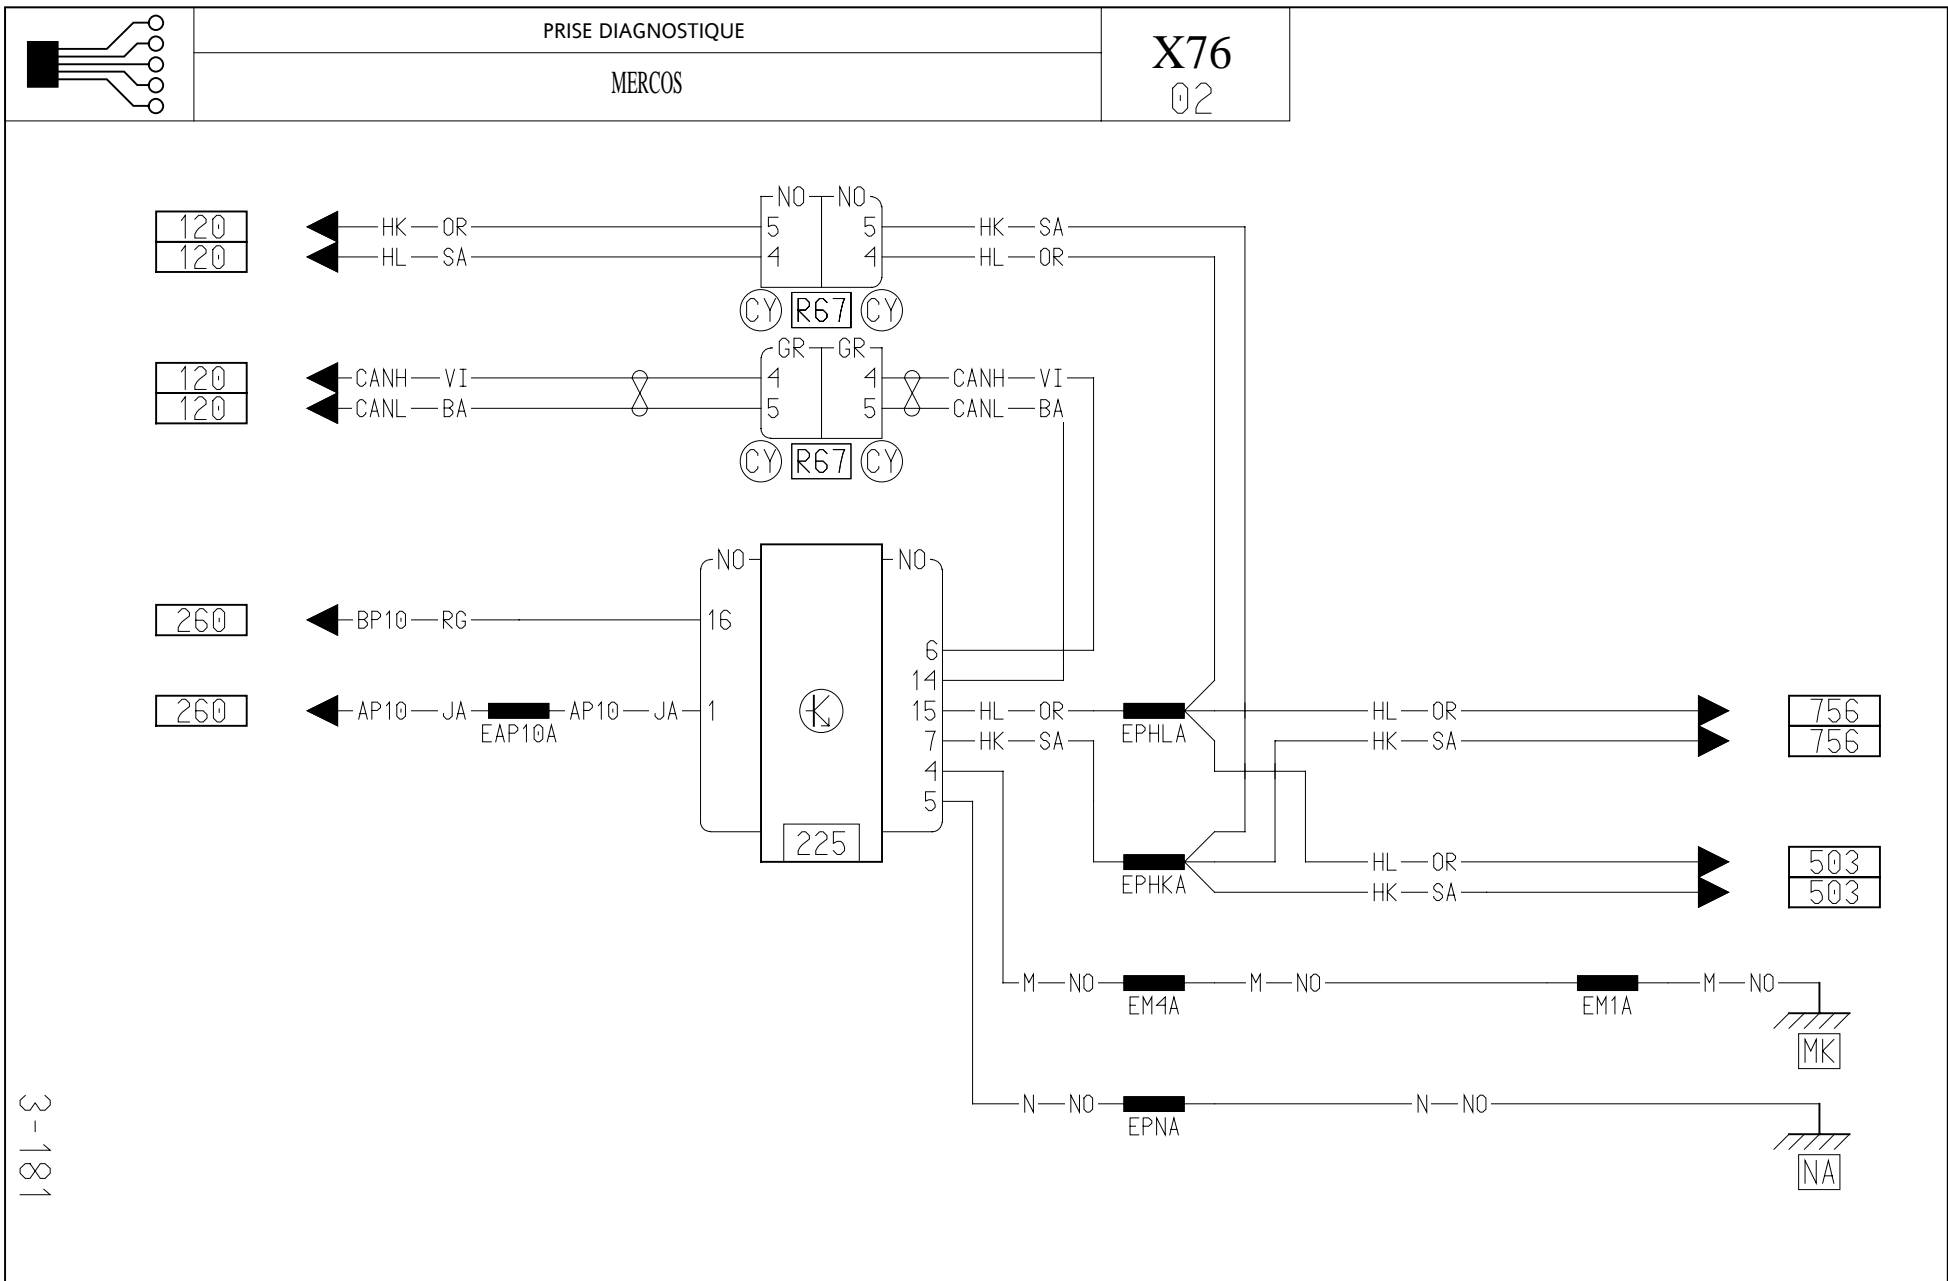 PRISE DIAGNOSTIQUE
MERCOS
X76
02
NO NO
120 HK OR 5 5 HK SA
120 HL SA 4 4 HL OR
CY R67 CY
GR GR
120 CANH VI 4 4 CANH VI
120 CANL BA 5 5 CANL BA
CY R67 CY
NO NO
260 BP10 RG 16
6
14
260 AP10 JA AP10 JA 1 15 HL OR HL OR 756
EAP10A EPHLA
7 HK SA HK SA 756
4
5
225
HL OR 503
EPHKA
HK SA 503
M NO M NO M NO
EM4A EM1A
MK
N NO N NO
EPNA
NA
3-181